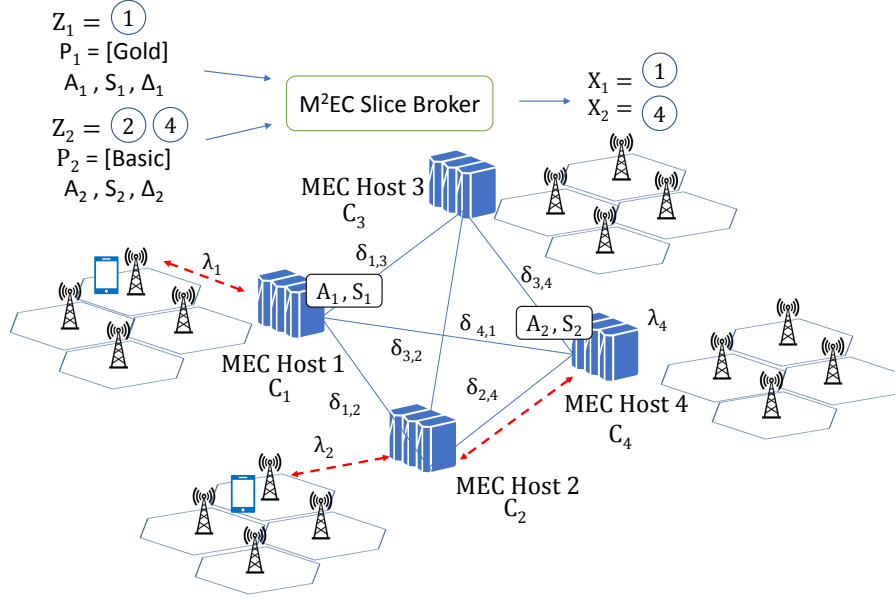 Z₁ = ①
P₁ = [Gold]
A₁ , S₁ , Δ₁
Z₂ = ② ④
P₂ = [Basic]
A₂ , S₂ , Δ₂
M²EC Slice Broker
X₁ = ①
X₂ = ④
MEC Host 3
C₃
λ₁
δ₁,₃
δ₃,₄
A₁ , S₁
A₂ , S₂
λ₄
δ ₄,₁
δ₃,₂
MEC Host 1
C₁
δ₂,₄
δ₁,₂
MEC Host 4
C₄
λ₂
MEC Host 2
C₂